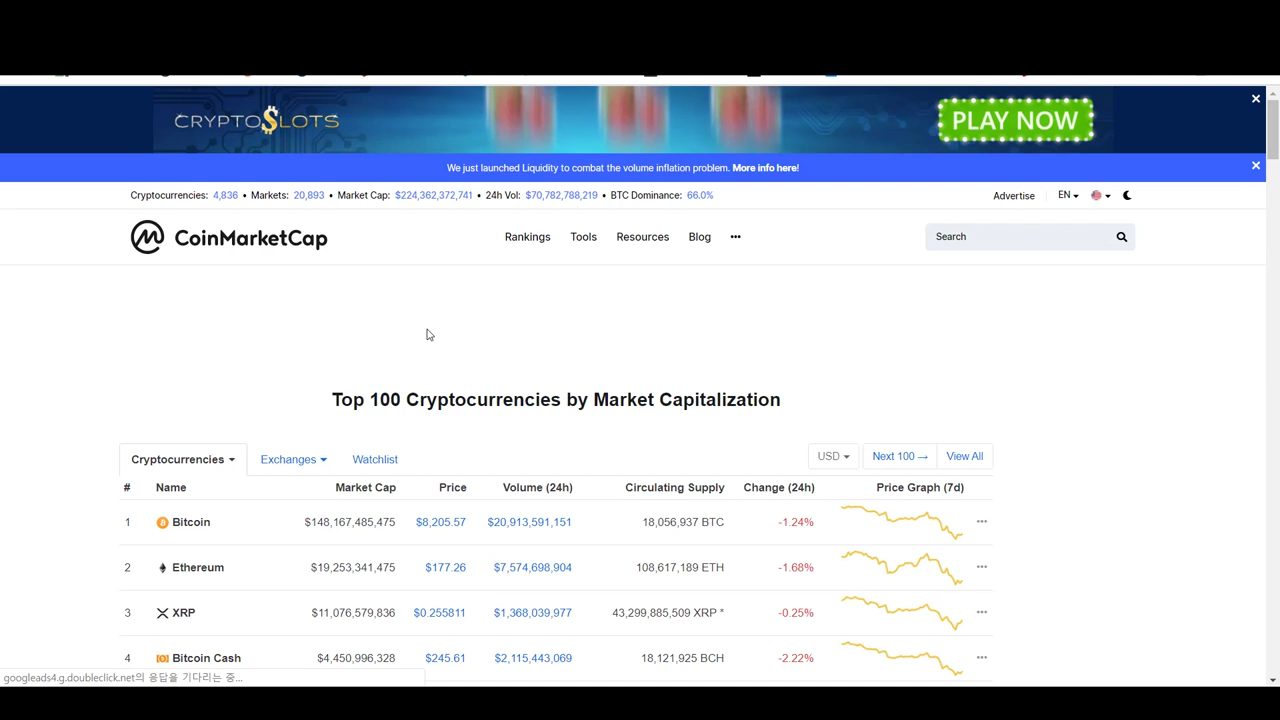 CRYPTOSLOTS PLAY NOW
We just launched Liquidity to combat the volume inflation problem. More info here!
Cryptocurrencies: 4,836 • Markets: 20,893 • Market Cap: $224,362,372,741 • 24h Vol: $70,782,788,219 • BTC Dominance: 66.0% Advertise EN
CoinMarketCap Rankings Tools Resources Blog ••• Search
Top 100 Cryptocurrencies by Market Capitalization
Cryptocurrencies Exchanges Watchlist USD Next 100 → View All
# Name Market Cap Price Volume (24h) Circulating Supply Change (24h) Price Graph (7d)
1 Bitcoin $148,167,485,475 $8,205.57 $20,913,591,151 18,056,937 BTC -1.24% •••
2 Ethereum $19,253,341,475 $177.26 $7,574,698,904 108,617,189 ETH -1.68% •••
3 XRP $11,076,579,836 $0.255811 $1,368,039,977 43,299,885,509 XRP * -0.25% •••
4 Bitcoin Cash $4,450,996,328 $245.61 $2,115,443,069 18,121,925 BCH -2.22% •••
googleads4.g.doubleclick.net의 응답을 기다리는 중...